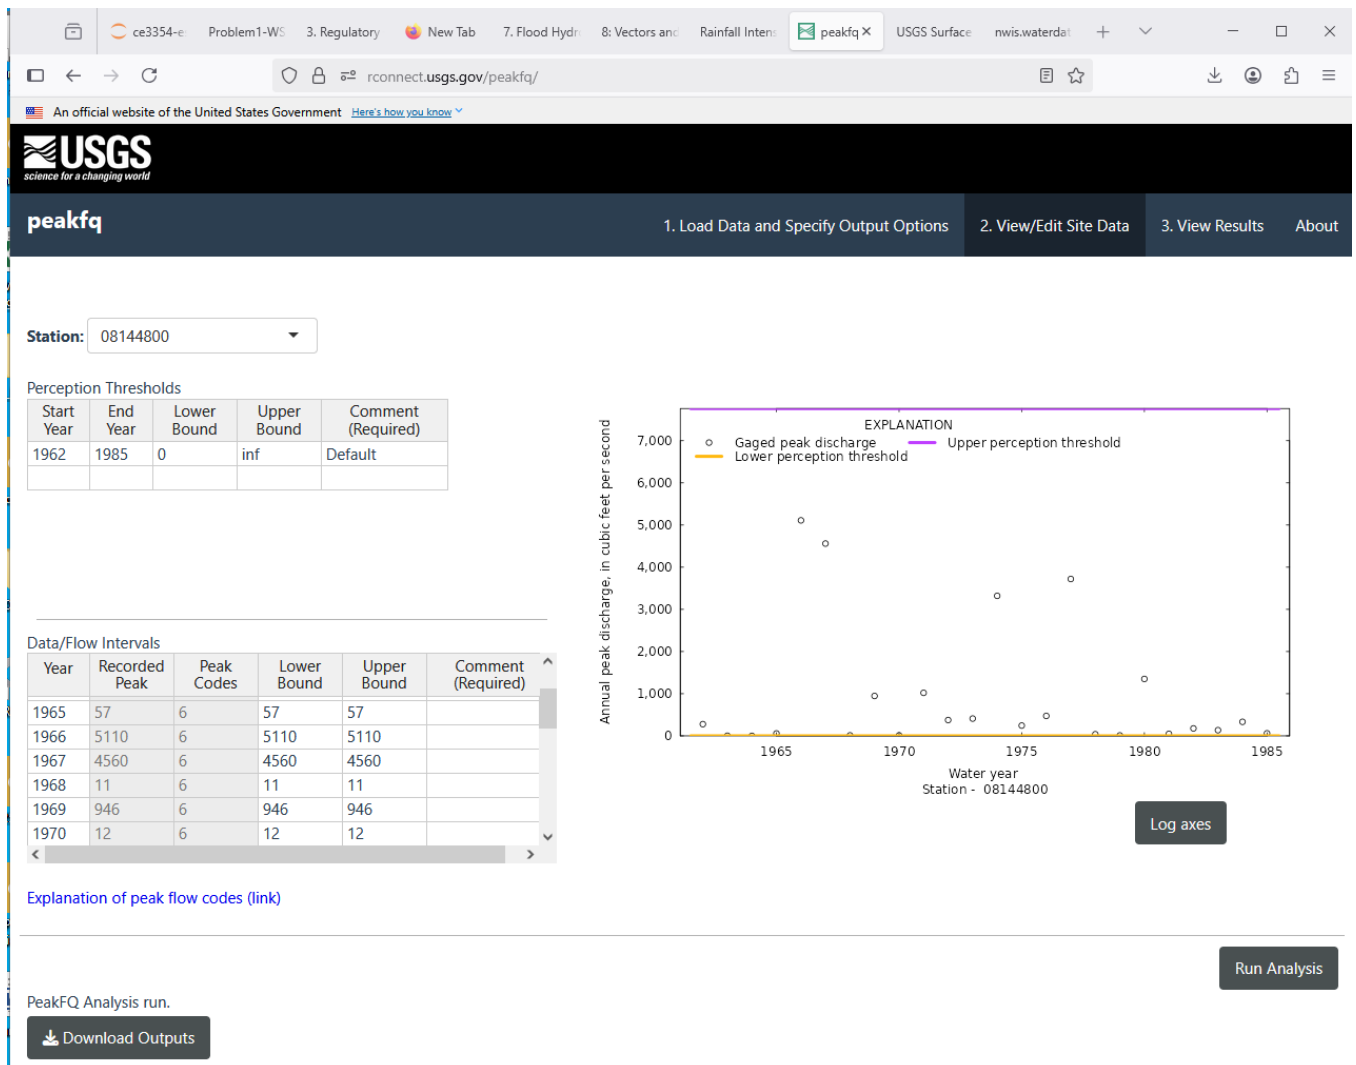 ce3354-e
Problem1-WS
3. Regulatory
New Tab
7. Flood Hydr
8: Vectors and
Rainfall Inten
peakfq
USGS Surface
nwis.waterdat
rconnect.usgs.gov/peakfq/
An official website of the United States Government Here's how you know
USGS
science for a changing world
peakfq
1. Load Data and Specify Output Options
2. View/Edit Site Data
3. View Results
About
Station: 08144800
Perception Thresholds
Start Year End Year Lower Bound Upper Bound Comment (Required)
1962 1985 0 inf Default
Data/Flow Intervals
Year Recorded Peak Peak Codes Lower Bound Upper Bound Comment (Required)
1965 57 6 57 57
1966 5110 6 5110 5110
1967 4560 6 4560 4560
1968 11 6 11 11
1969 946 6 946 946
1970 12 6 12 12
Explanation of peak flow codes (link)
EXPLANATION
Gaged peak discharge
Upper perception threshold
Lower perception threshold
Annual peak discharge, in cubic feet per second
7,000
6,000
5,000
4,000
3,000
2,000
1,000
0
1965 1970 1975 1980 1985
Water year
Station - 08144800
Log axes
Run Analysis
PeakFQ Analysis run.
Download Outputs